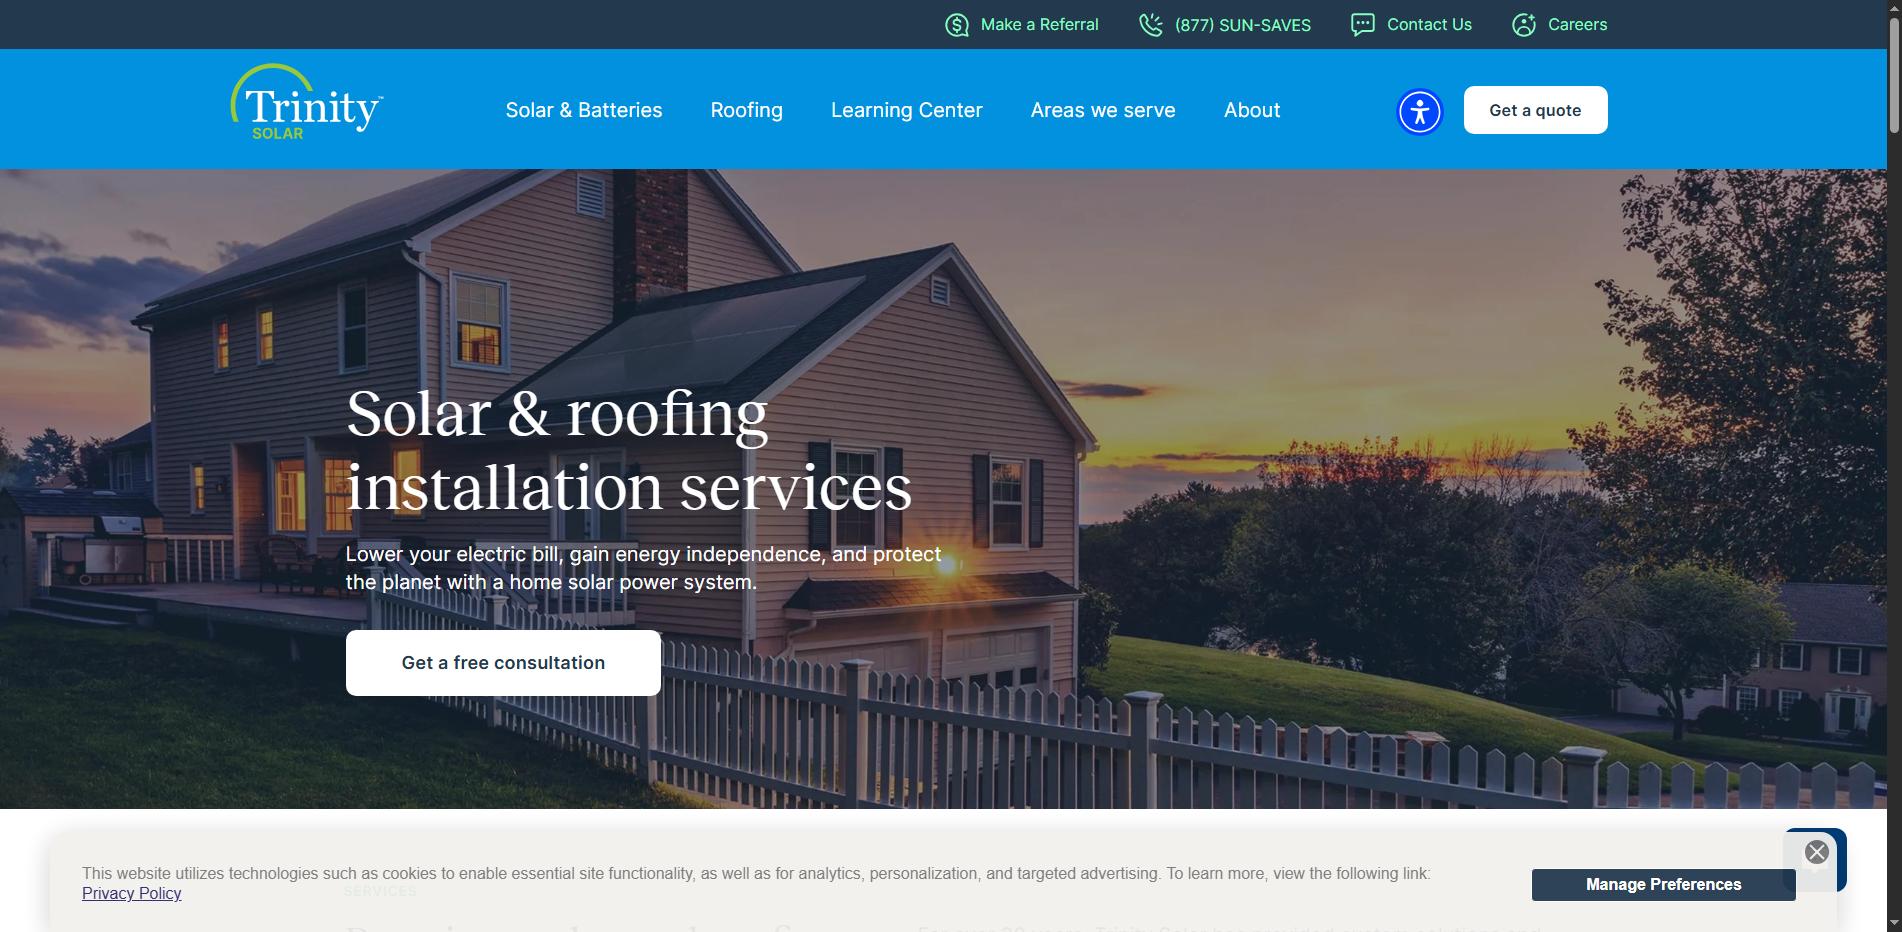 Make a Referral
(877) SUN-SAVES
Contact Us
Careers
Trinity™
SOLAR
Solar & Batteries
Roofing
Learning Center
Areas we serve
About
Get a quote
Solar & roofing
installation services
Lower your electric bill, gain energy independence, and protect
the planet with a home solar power system.
Get a free consultation
This website utilizes technologies such as cookies to enable essential site functionality, as well as for analytics, personalization, and targeted advertising. To learn more, view the following link:
Privacy Policy
SERVICES
Manage Preferences